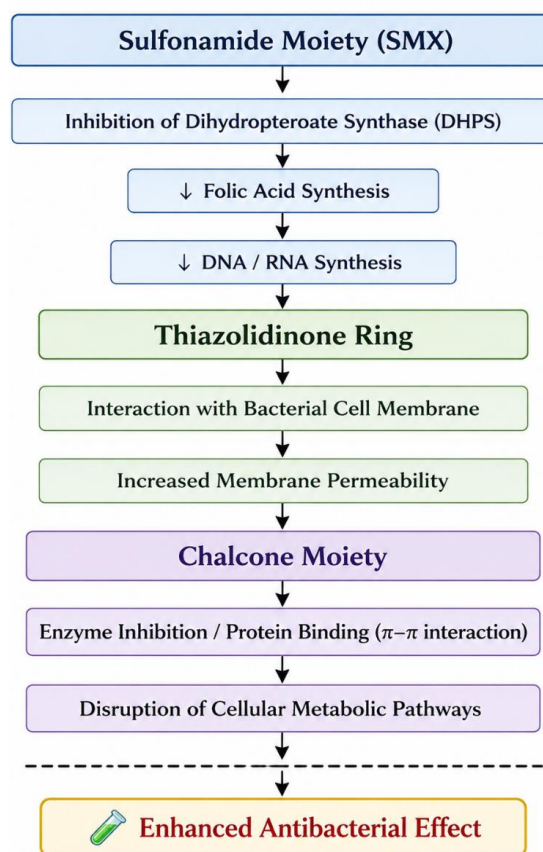 Sulfonamide Moiety (SMX)
Inhibition of Dihydropteroate Synthase (DHPS)
↓ Folic Acid Synthesis
↓ DNA / RNA Synthesis
Thiazolidinone Ring
Interaction with Bacterial Cell Membrane
Increased Membrane Permeability
Chalcone Moiety
Enzyme Inhibition / Protein Binding (π–π interaction)
Disruption of Cellular Metabolic Pathways
Enhanced Antibacterial Effect